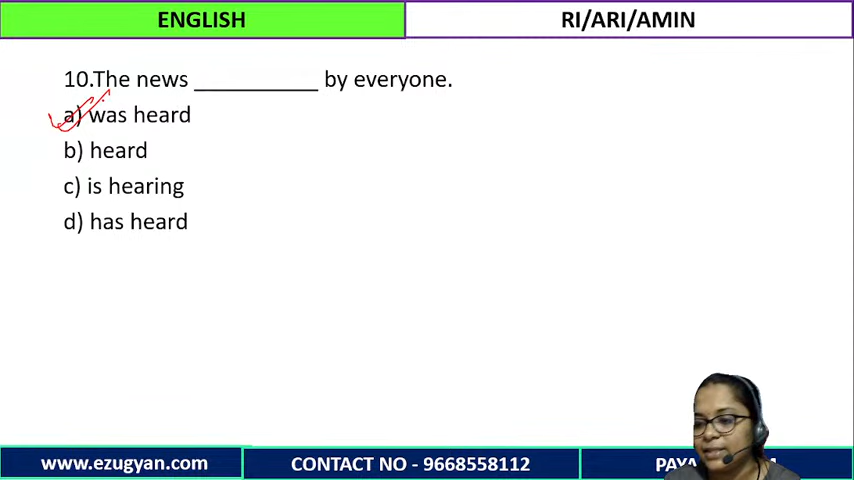 ENGLISH
RI/ARI/AMIN
10.The news __________ by everyone.
a) was heard
b) heard
c) is hearing
d) has heard
www.ezugyan.com
CONTACT NO - 9668558112